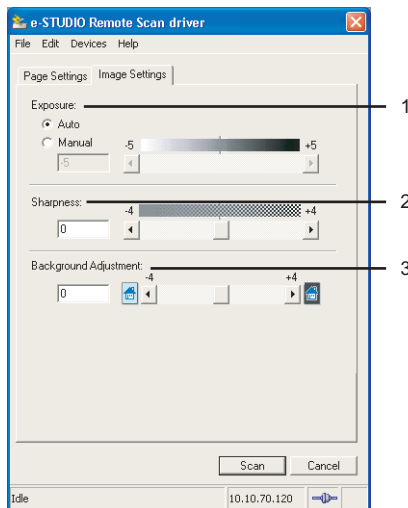 e-STUDIO Remote Scan driver
File Edit Devices Help
Page Settings Image Settings
Exposure: 1
Auto
Manual -5 +5
-5
Sharpness: 2
-4 +4
0
Background Adjustment: 3
-4 +4
0
Scan Cancel
Idle 10.10.70.120